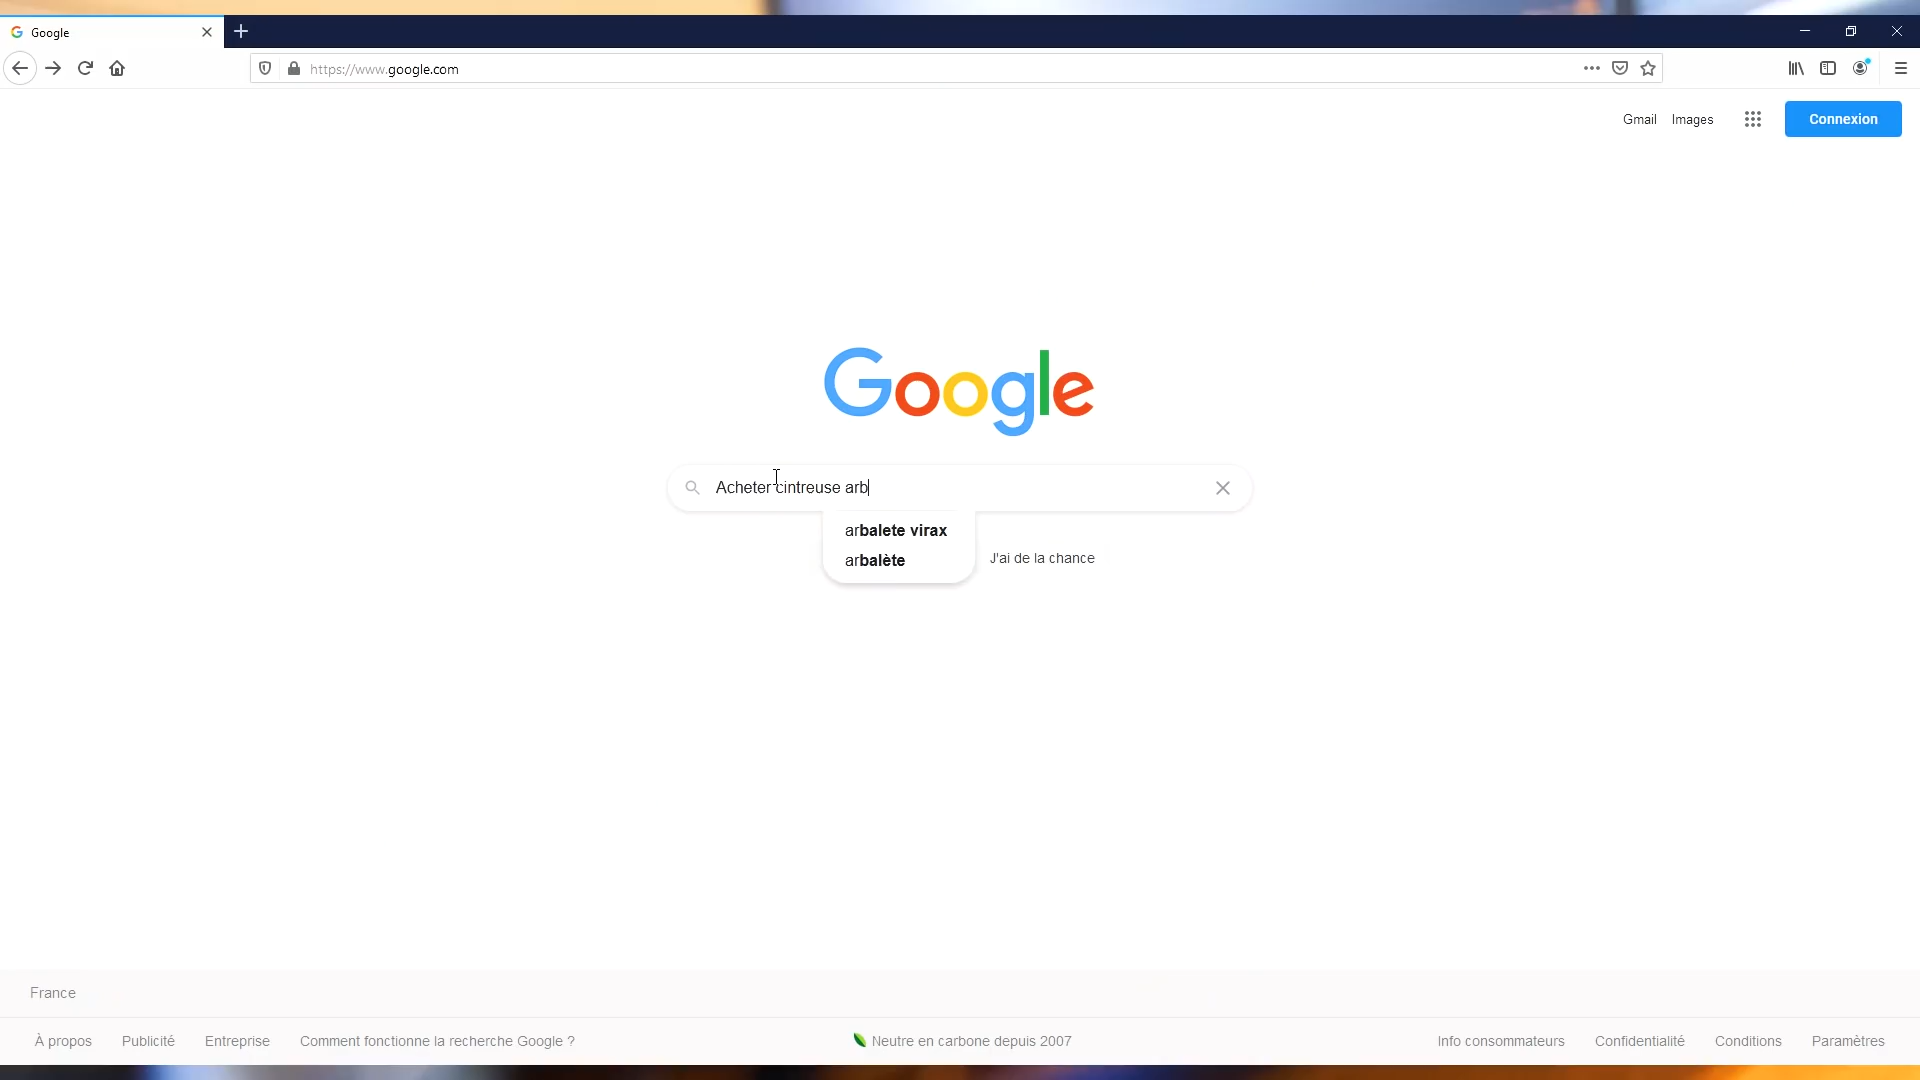 Google
https://www.google.com
Gmail Images Connexion
Google
Acheter cintreuse arb
arbalete virax
arbalète
J'ai de la chance
France
À propos Publicité Entreprise Comment fonctionne la recherche Google ? Neutre en carbone depuis 2007 Info consommateurs Confidentialité Conditions Paramètres